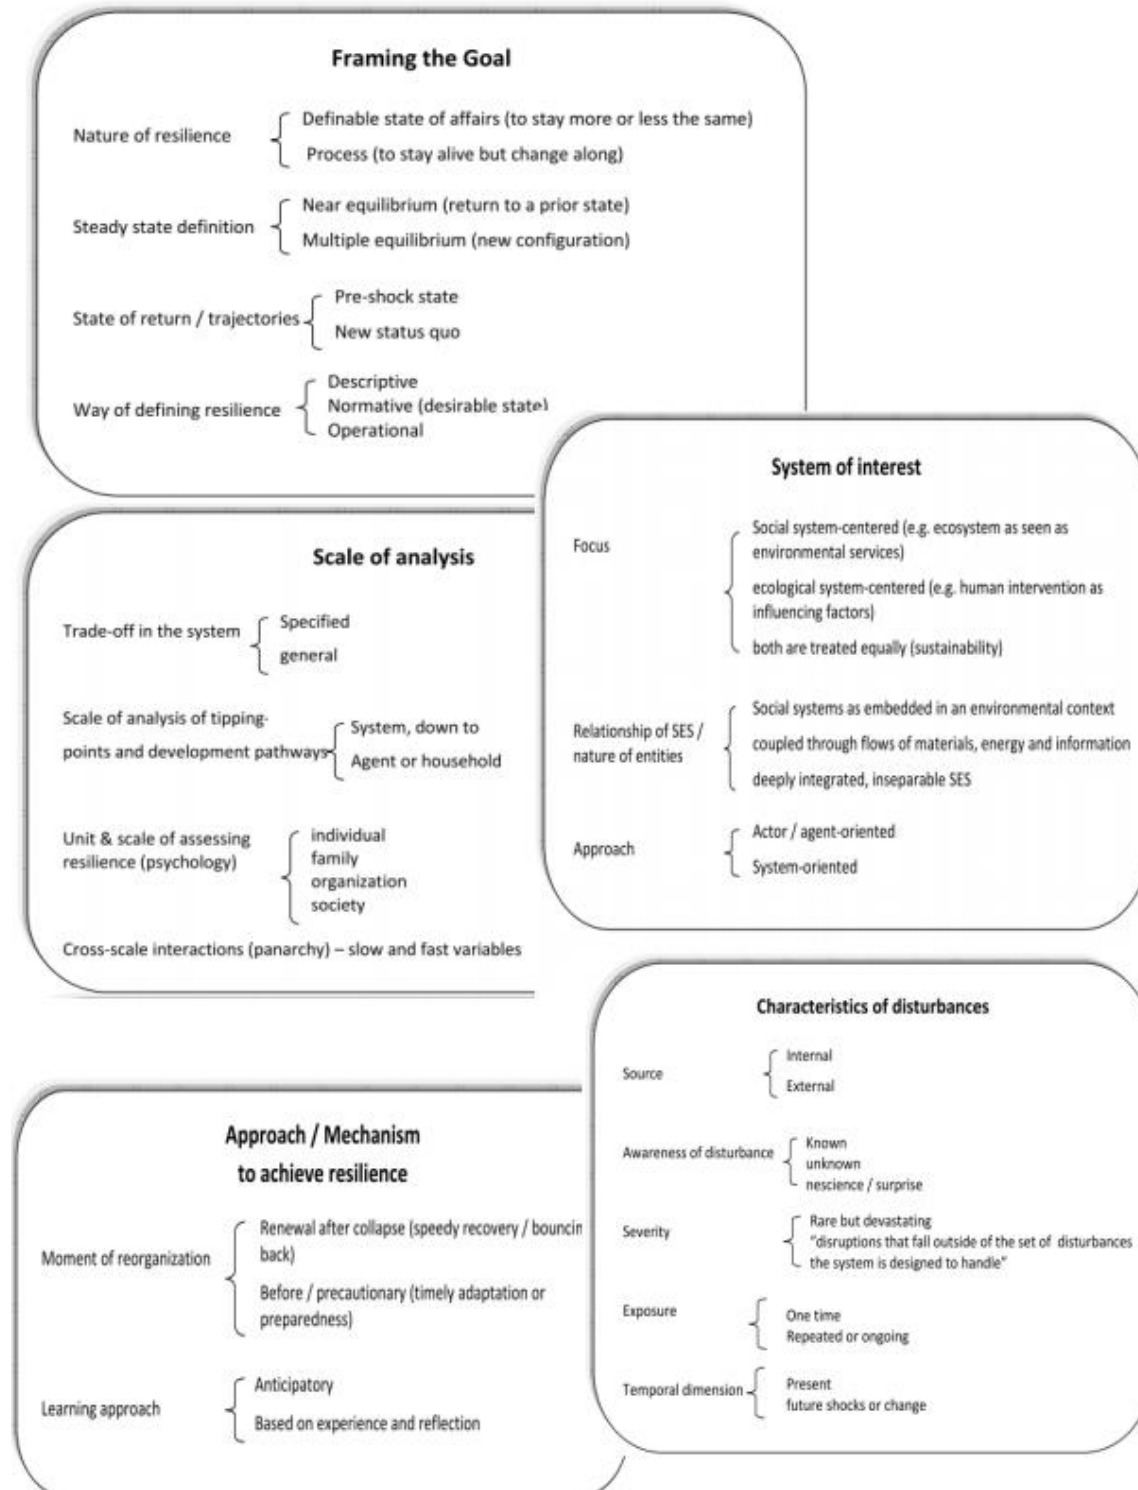 Framing the Goal
Nature of resilience
Definable state of affairs (to stay more or less the same)
Process (to stay alive but change along)
Steady state definition
Near equilibrium (return to a prior state)
Multiple equilibrium (new configuration)
State of return / trajectories
Pre-shock state
New status quo
Way of defining resilience
Descriptive
Normative (desirable state)
Operational
System of interest
Focus
Social system-centered (e.g. ecosystem as seen as
environmental services)
ecological system-centered (e.g. human intervention as
influencing factors)
both are treated equally (sustainability)
Relationship of SES /
nature of entities
Social systems as embedded in an environmental context
coupled through flows of materials, energy and information
deeply integrated, inseparable SES
Approach
Actor / agent-oriented
System-oriented
Scale of analysis
Trade-off in the system
Specified
general
Scale of analysis of tipping-
points and development pathways
System, down to
Agent or household
Unit & scale of assessing
resilience (psychology)
individual
family
organization
society
Cross-scale interactions (panarchy) – slow and fast variables
Characteristics of disturbances
Source
Internal
External
Awareness of disturbance
Known
unknown
nescience / surprise
Severity
Rare but devastating
"disruptions that fall outside of the set of disturbances
the system is designed to handle"
Exposure
One time
Repeated or ongoing
Temporal dimension
Present
future shocks or change
Approach / Mechanism
to achieve resilience
Moment of reorganization
Renewal after collapse (speedy recovery / bouncin
back)
Before / precautionary (timely adaptation or
preparedness)
Learning approach
Anticipatory
Based on experience and reflection